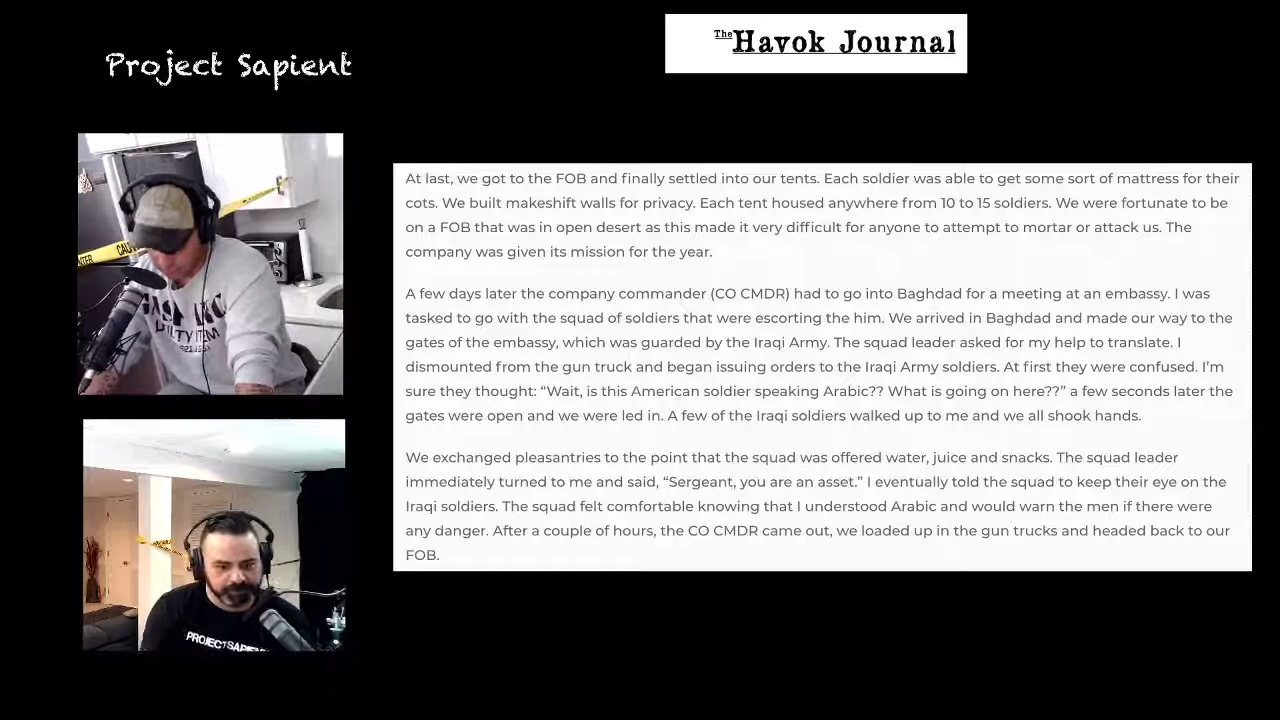 Project Sapient
The Havok Journal
At last, we got to the FOB and finally settled into our tents. Each soldier was able to get some sort of mattress for their
cots. We built makeshift walls for privacy. Each tent housed anywhere from 10 to 15 soldiers. We were fortunate to be
on a FOB that was in open desert as this made it very difficult for anyone to attempt to mortar or attack us. The
company was given its mission for the year.
A few days later the company commander (CO CMDR) had to go into Baghdad for a meeting at an embassy. I was
tasked to go with the squad of soldiers that were escorting the him. We arrived in Baghdad and made our way to the
gates of the embassy, which was guarded by the Iraqi Army. The squad leader asked for my help to translate. I
dismounted from the gun truck and began issuing orders to the Iraqi Army soldiers. At first they were confused. I’m
sure they thought: “Wait, is this American soldier speaking Arabic?? What is going on here??” a few seconds later the
gates were open and we were led in. A few of the Iraqi soldiers walked up to me and we all shook hands.
We exchanged pleasantries to the point that the squad was offered water, juice and snacks. The squad leader
immediately turned to me and said, “Sergeant, you are an asset.” I eventually told the squad to keep their eye on the
Iraqi soldiers. The squad felt comfortable knowing that I understood Arabic and would warn the men if there were
any danger. After a couple of hours, the CO CMDR came out, we loaded up in the gun trucks and headed back to our
FOB.
PROJECT SAPIENT